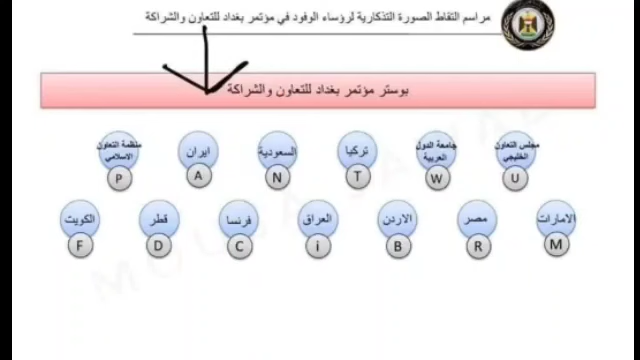 مراسم التقاط الصورة التذكارية لرؤساء الوفود في مؤتمر بغداد للتعاون والشراكة
بوستر مؤتمر بغداد للتعاون والشراكة
مجلس التعاون الخليجي جامعة الدول العربية تركيا السعودية ايران منظمة التعاون الاسلامي
U W T N A P
الامارات مصر الاردن العراق فرنسا قطر الكويت
M R B i C D F